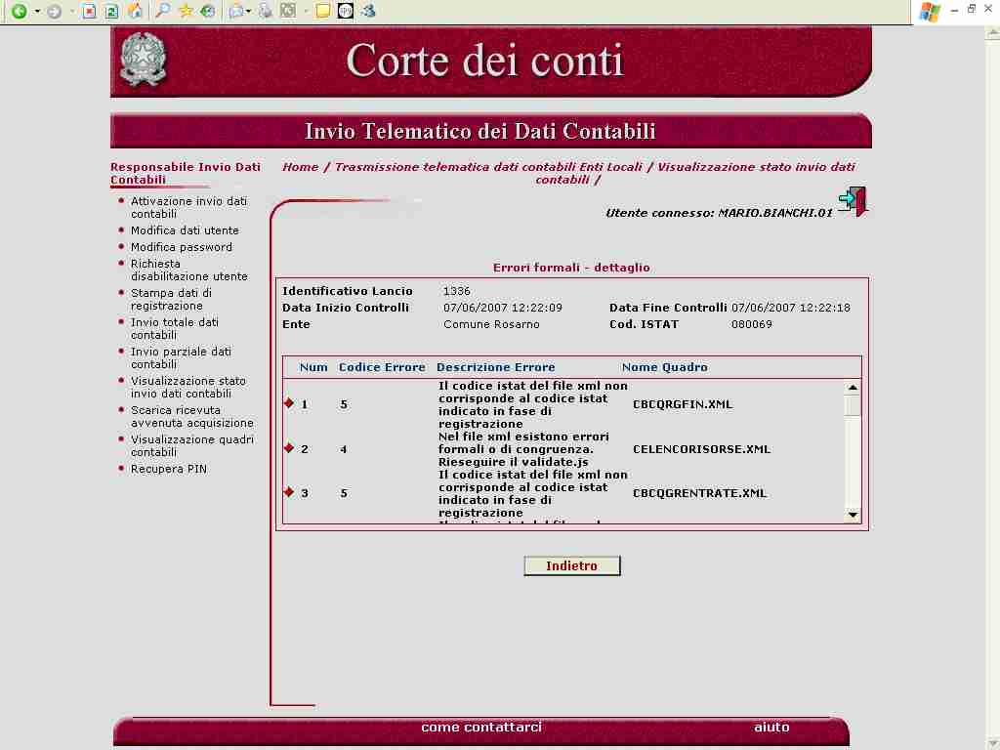 Corte dei conti
Invio Telematico dei Dati Contabili
Responsabile Invio Dati
Contabili
Attivazione invio dati
contabili
Modifica dati utente
Modifica password
Richiesta
disabilitazione utente
Stampa dati di
registrazione
Invio totale dati
contabili
Invio parziale dati
contabili
Visualizzazione stato
invio dati contabili
Scarica ricevuta
avvenuta acquisizione
Visualizzazione quadri
contabili
Recupera PIN
Home / Trasmissione telematica dati contabili Enti Locali / Visualizzazione stato invio dati
contabili /
Utente connesso: MARIO.BIANCHI.01
Errori formali - dettaglio
Identificativo Lancio 1336
Data Inizio Controlli 07/06/2007 12:22:09 Data Fine Controlli 07/06/2007 12:22:18
Ente Comune Rosarno Cod. ISTAT 080069
Num Codice Errore Descrizione Errore Nome Quadro
1 5 Il codice istat del file xml non
corrisponde al codice istat
indicato in fase di
registrazione CBCQRGFIN.XML
2 4 Nel file xml esistono errori
formali o di congruenza.
Rieseguire il validate.js CELENCORISORSE.XML
3 5 Il codice istat del file xml non
corrisponde al codice istat
indicato in fase di
registrazione CBCQGRENTRATE.XML
Indietro
come contattarci aiuto